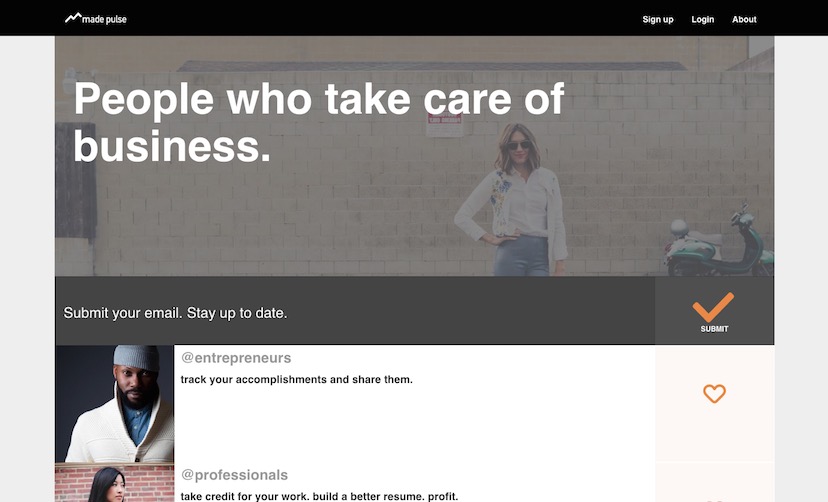 made pulse
Sign up
Login
About
People who take care of
business.
Submit your email. Stay up to date.
SUBMIT
@entrepreneurs
track your accomplishments and share them.
@professionals
take credit for your work. build a better resume. profit.